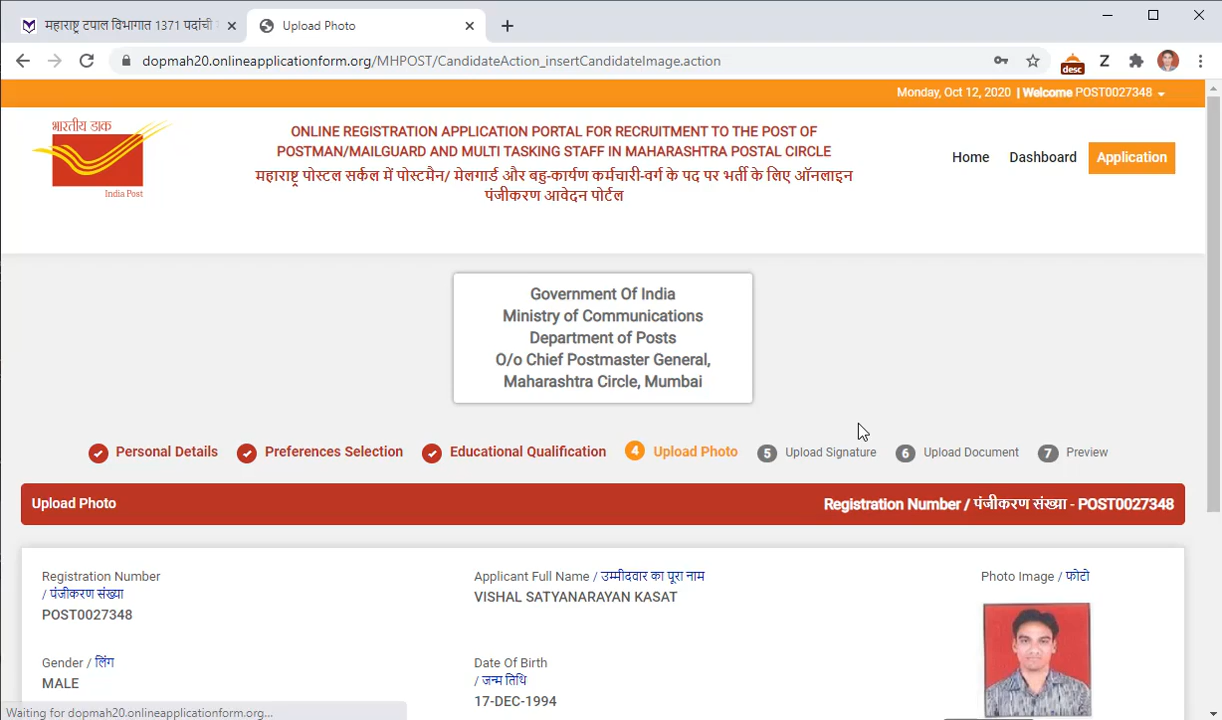 महाराष्ट्र टपाल विभागात 1371 पदांची
Upload Photo
dopmah20.onlineapplicationform.org/MHPOST/CandidateAction_insertCandidateImage.action
desc
Z
Monday, Oct 12, 2020 | Welcome POST0027348
भारतीय डाक
India Post
ONLINE REGISTRATION APPLICATION PORTAL FOR RECRUITMENT TO THE POST OF
POSTMAN/MAILGUARD AND MULTI TASKING STAFF IN MAHARASHTRA POSTAL CIRCLE
महाराष्ट्र पोस्टल सर्कल में पोस्टमैन/ मेलगार्ड और बहु-कार्यण कर्मचारी-वर्ग के पद पर भर्ती के लिए ऑनलाइन
पंजीकरण आवेदन पोर्टल
Home Dashboard Application
Government Of India
Ministry of Communications
Department of Posts
O/o Chief Postmaster General,
Maharashtra Circle, Mumbai
Personal Details Preferences Selection Educational Qualification 4 Upload Photo 5 Upload Signature 6 Upload Document 7 Preview
Upload Photo Registration Number / पंजीकरण संख्या - POST0027348
Registration Number
/ पंजीकरण संख्या
POST0027348
Applicant Full Name / उम्मीदवार का पूरा नाम
VISHAL SATYANARAYAN KASAT
Photo Image / फोटो
Gender / लिंग
MALE
Date Of Birth
/ जन्म तिथि
17-DEC-1994
Waiting for dopmah20.onlineapplicationform.org...